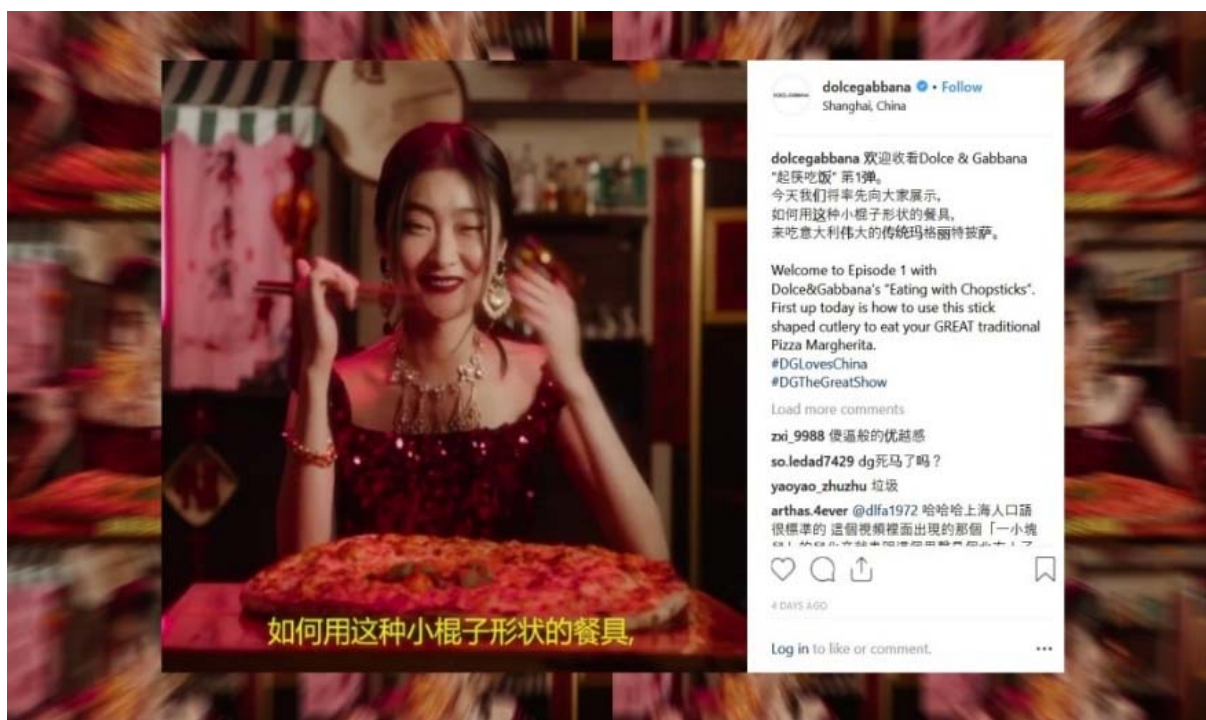 dolcegabbana • Follow
Shanghai, China
dolcegabbana 欢迎收看Dolce & Gabbana
"起筷吃饭" 第1弹。
今天我们将率先向大家展示,
如何用这种小棍子形状的餐具,
来吃意大利伟大的传统玛格丽特披萨。
Welcome to Episode 1 with
Dolce&Gabbana's "Eating with Chopsticks".
First up today is how to use this stick
shaped cutlery to eat your GREAT traditional
Pizza Margherita.
#DGLovesChina
#DGTheGreatShow
Load more comments
zxi_9988 傻逼般的优越感
so.ledad7429 dg死马了吗？
yaoyao_zhuzhu 垃圾
arthas.4ever @dlfa1972 哈哈哈上海人口語
很標準的 這個視頻裡面出現的那個「一小塊
4 DAYS AGO
Log in to like or comment.
如何用这种小棍子形状的餐具,